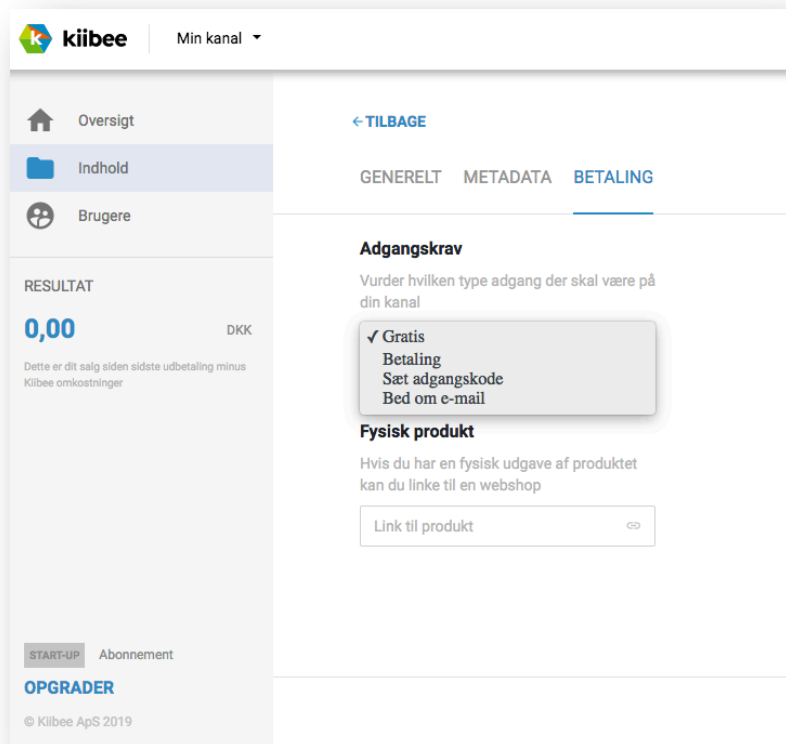 kiibee
Min kanal
Oversigt
Indhold
Brugere
RESULTAT
0,00 DKK
Dette er dit salg siden sidste udbetaling minus
Kiibee omkostninger
START-UP Abonnement
OPGRADER
© Kiibee ApS 2019
←TILBAGE
GENERELT METADATA BETALING
Adgangskrav
Vurder hvilken type adgang der skal være på
din kanal
✓ Gratis
Betaling
Sæt adgangskode
Bed om e-mail
Fysisk produkt
Hvis du har en fysisk udgave af produktet
kan du linke til en webshop
Link til produkt